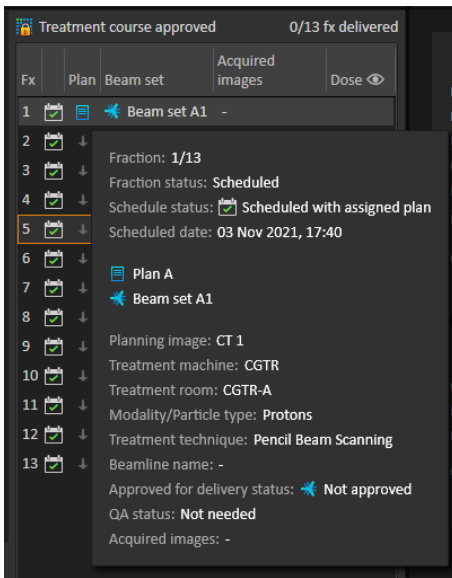 Treatment course approved 0/13 fx delivered
Acquired
Fx Plan Beam set images Dose
1 Beam set A1 -
2
Fraction: 1/13
3
Fraction status: Scheduled
4
Schedule status: Scheduled with assigned plan
5
Scheduled date: 03 Nov 2021, 17:40
6
Plan A
7
Beam set A1
8
9
Planning image: CT 1
Treatment machine: CGTR
10
Treatment room: CGTR-A
11
Modality/Particle type: Protons
12
Treatment technique: Pencil Beam Scanning
13
Beamline name: -
Approved for delivery status: Not approved
QA status: Not needed
Acquired images: -